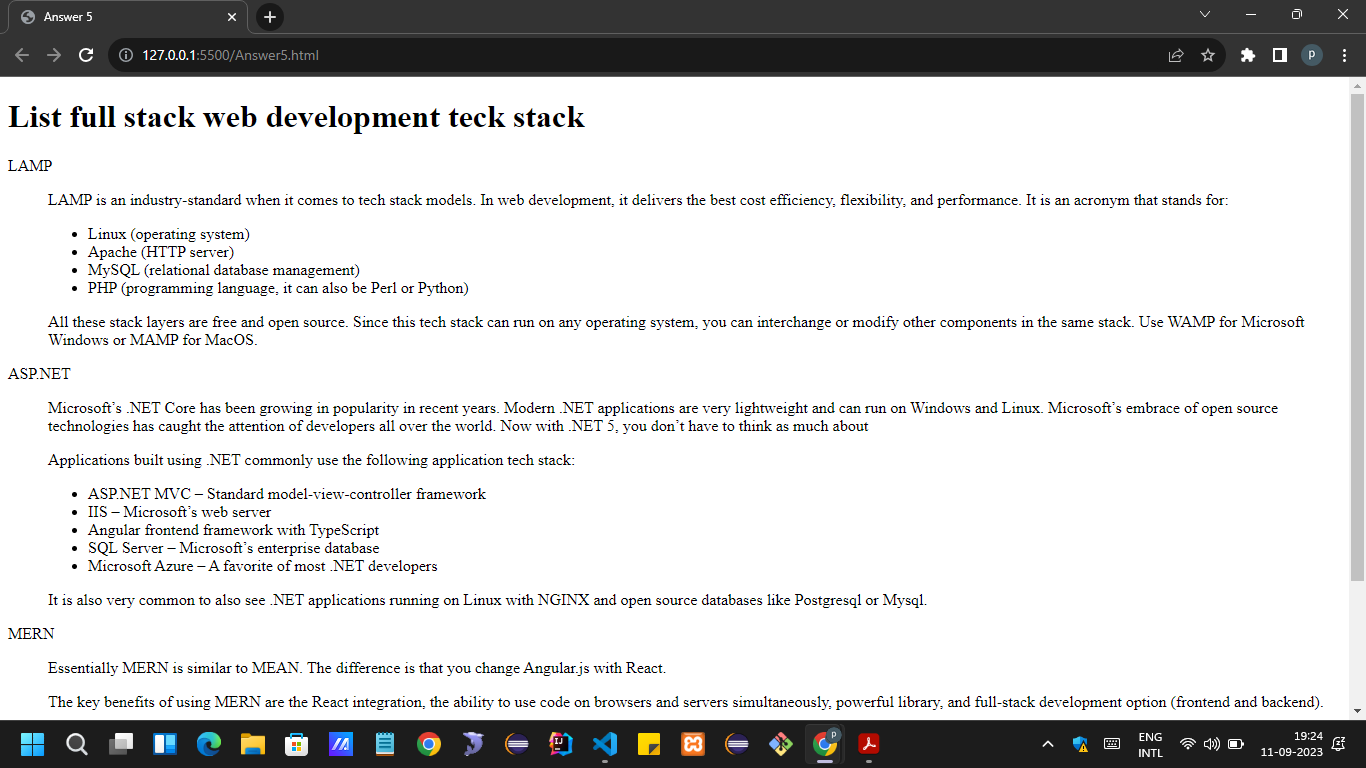 Answer 5
127.0.0.1:5500/Answer5.html
P
List full stack web development teck stack
LAMP
LAMP is an industry-standard when it comes to tech stack models. In web development, it delivers the best cost efficiency, flexibility, and performance. It is an acronym that stands for:
• Linux (operating system)
• Apache (HTTP server)
• MySQL (relational database management)
• PHP (programming language, it can also be Perl or Python)
All these stack layers are free and open source. Since this tech stack can run on any operating system, you can interchange or modify other components in the same stack. Use WAMP for Microsoft
Windows or MAMP for MacOS.
ASP.NET
Microsoft’s .NET Core has been growing in popularity in recent years. Modern .NET applications are very lightweight and can run on Windows and Linux. Microsoft’s embrace of open source
technologies has caught the attention of developers all over the world. Now with .NET 5, you don’t have to think as much about
Applications built using .NET commonly use the following application tech stack:
• ASP.NET MVC – Standard model-view-controller framework
• IIS – Microsoft’s web server
• Angular frontend framework with TypeScript
• SQL Server – Microsoft’s enterprise database
• Microsoft Azure – A favorite of most .NET developers
It is also very common to also see .NET applications running on Linux with NGINX and open source databases like Postgresql or Mysql.
MERN
Essentially MERN is similar to MEAN. The difference is that you change Angular.js with React.
The key benefits of using MERN are the React integration, the ability to use code on browsers and servers simultaneously, powerful library, and full-stack development option (frontend and backend).
ENG
INTL
19:24
11-09-2023